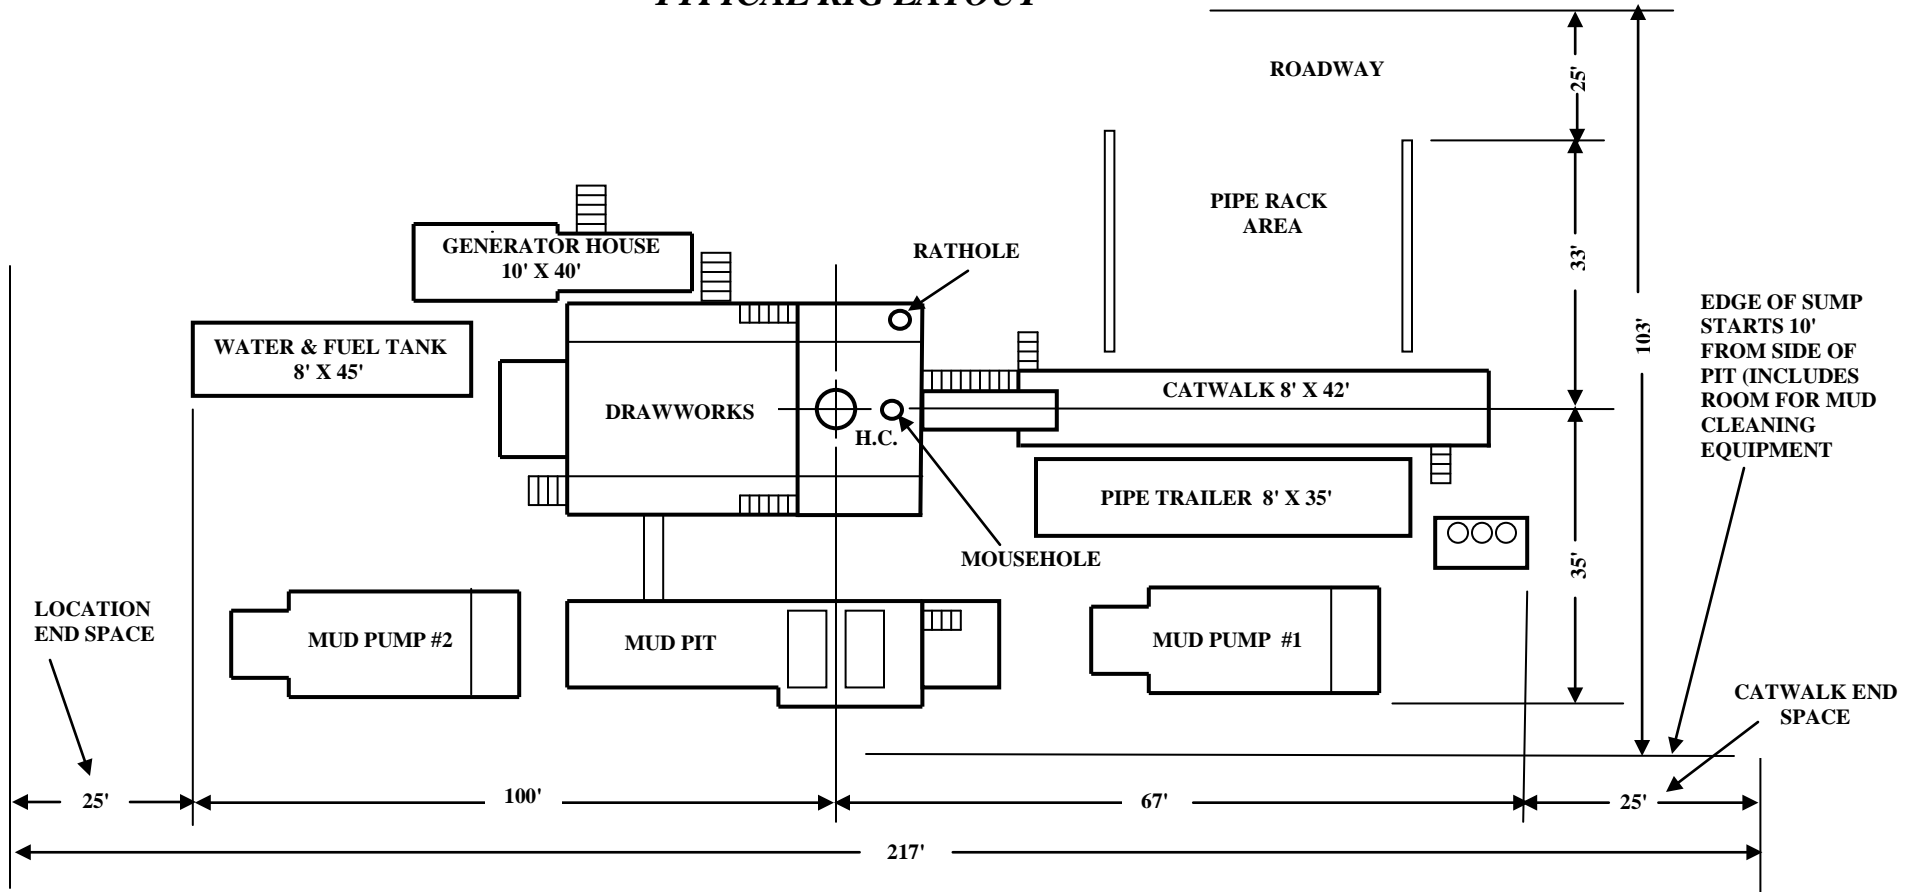 ROADWAY
25'
PIPE RACK
AREA
33'
GENERATOR HOUSE
10' X 40'
RATHOLE
103'
EDGE OF SUMP
STARTS 10'
FROM SIDE OF
PIT (INCLUDES
ROOM FOR MUD
CLEANING
EQUIPMENT
WATER & FUEL TANK
8' X 45'
CATWALK 8' X 42'
DRAWWORKS
H.C.
PIPE TRAILER 8' X 35'
MOUSEHOLE
35'
LOCATION
END SPACE
MUD PUMP #2
MUD PIT
MUD PUMP #1
CATWALK END
SPACE
25'
100'
67'
25'
217'